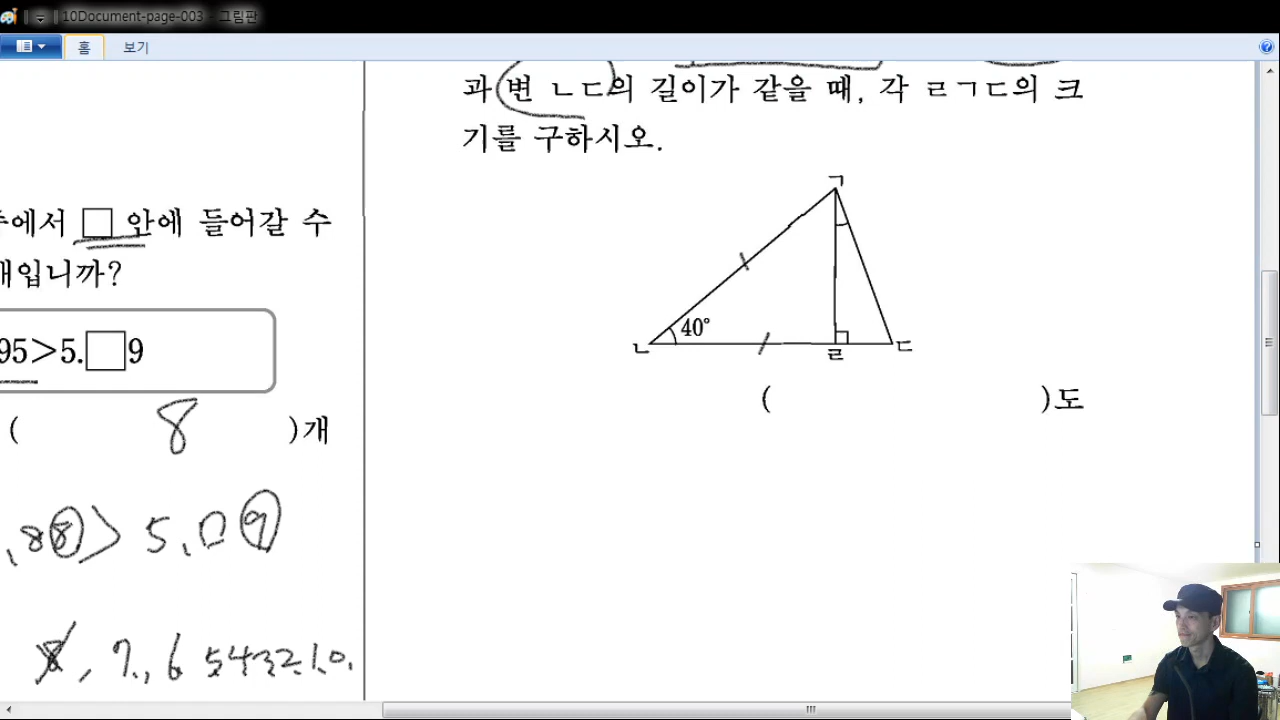 10Document-page-003 - 그림판
홈 보기
에서 □ 안에 들어갈 수
개입니까?
95>5.□9
( 8 )개
.88>5.□9
8, 7, 6 5 4 3 2 1 0.
과 변 ㄴㄷ의 길이가 같을 때, 각 ㄹㄱㄷ의 크
기를 구하시오.
ㄱ
40°
ㄴ
ㄹ
ㄷ
( )도